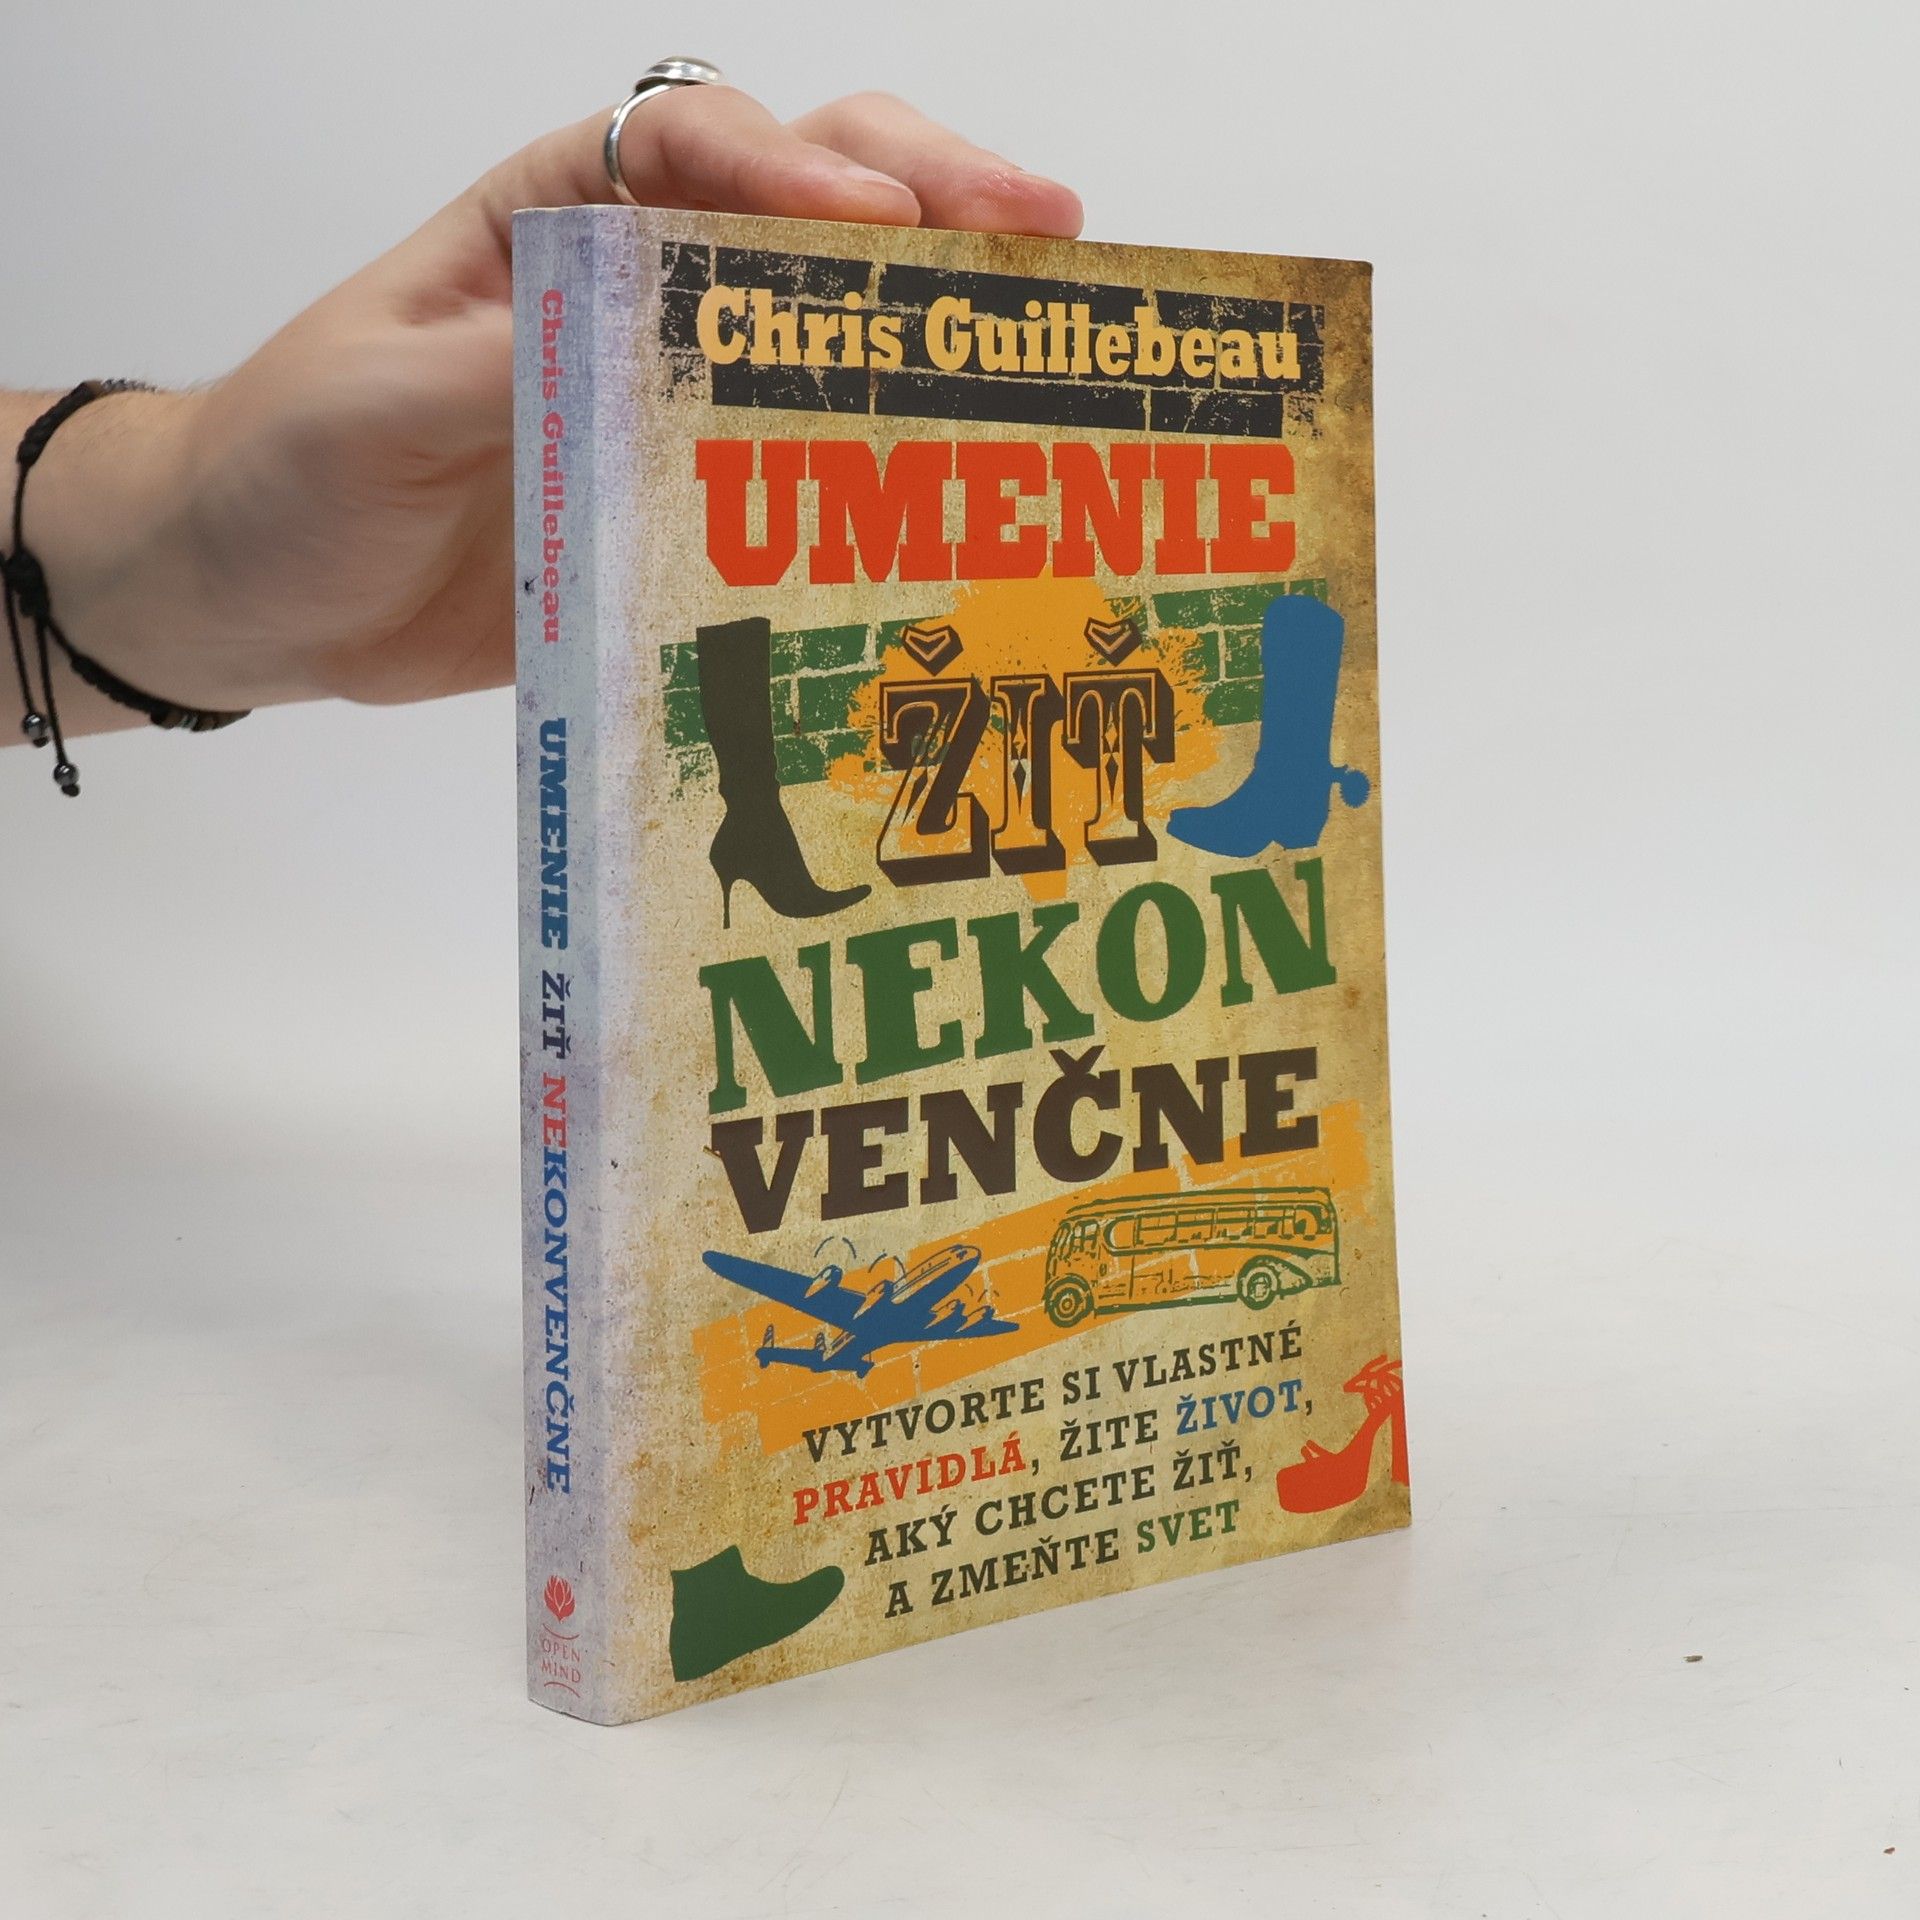 Chris Guillebeau
UMENIE
ŽIŤ
NEKON
VENČNE
VYTVORTE SI VLASTNÉ
PRAVIDLÁ, ŽITE ŽIVOT,
AKÝ CHCETE ŽIŤ,
A ZMEŇTE SVET
Chris Guillebeau UMENIE ŽIŤ NEKONVENČNE
OPEN
MIND